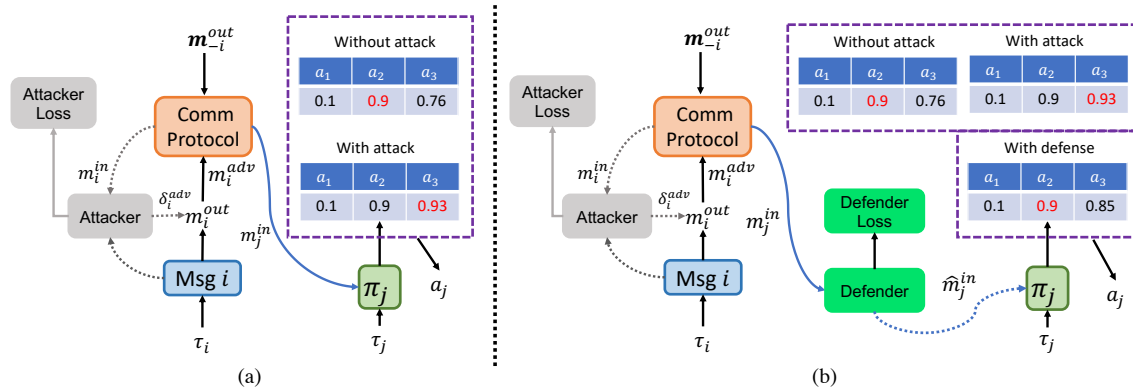 m_{-i}^{out}
Attacker
Loss
Comm
Protocol
m_i^{in}
m_i^{adv}
Attacker
δ_i^{adv}
m_i^{out}
m_j^{in}
Msg i
τ_i
Without attack
a_1 a_2 a_3
0.1 0.9 0.76
With attack
a_1 a_2 a_3
0.1 0.9 0.93
π_j
a_j
τ_j
(a)
m_{-i}^{out}
Attacker
Loss
Comm
Protocol
m_i^{in}
m_i^{adv}
Attacker
δ_i^{adv}
m_i^{out}
m_j^{in}
Msg i
τ_i
Without attack
a_1 a_2 a_3
0.1 0.9 0.76
With attack
a_1 a_2 a_3
0.1 0.9 0.93
With defense
a_1 a_2 a_3
0.1 0.9 0.85
Defender
Loss
Defender
m̂_j^{in}
π_j
a_j
τ_j
(b)